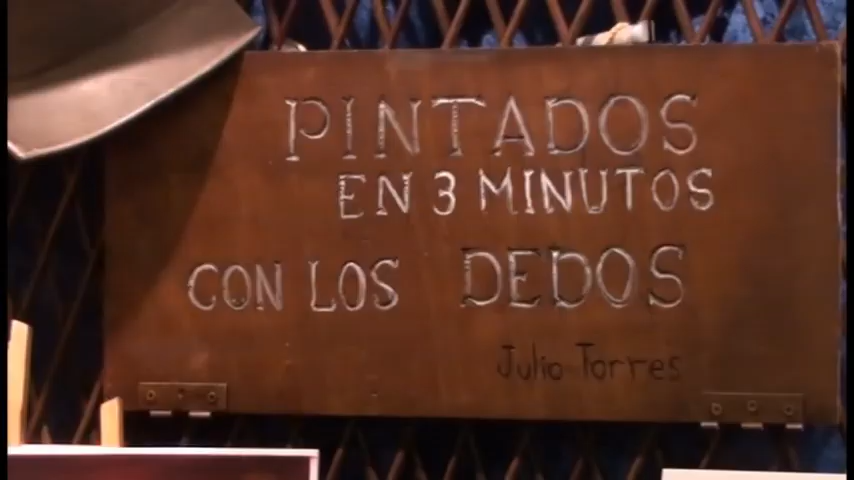 PINTADOS
EN 3 MINUTOS
CON LOS DEDOS
Julio Torres